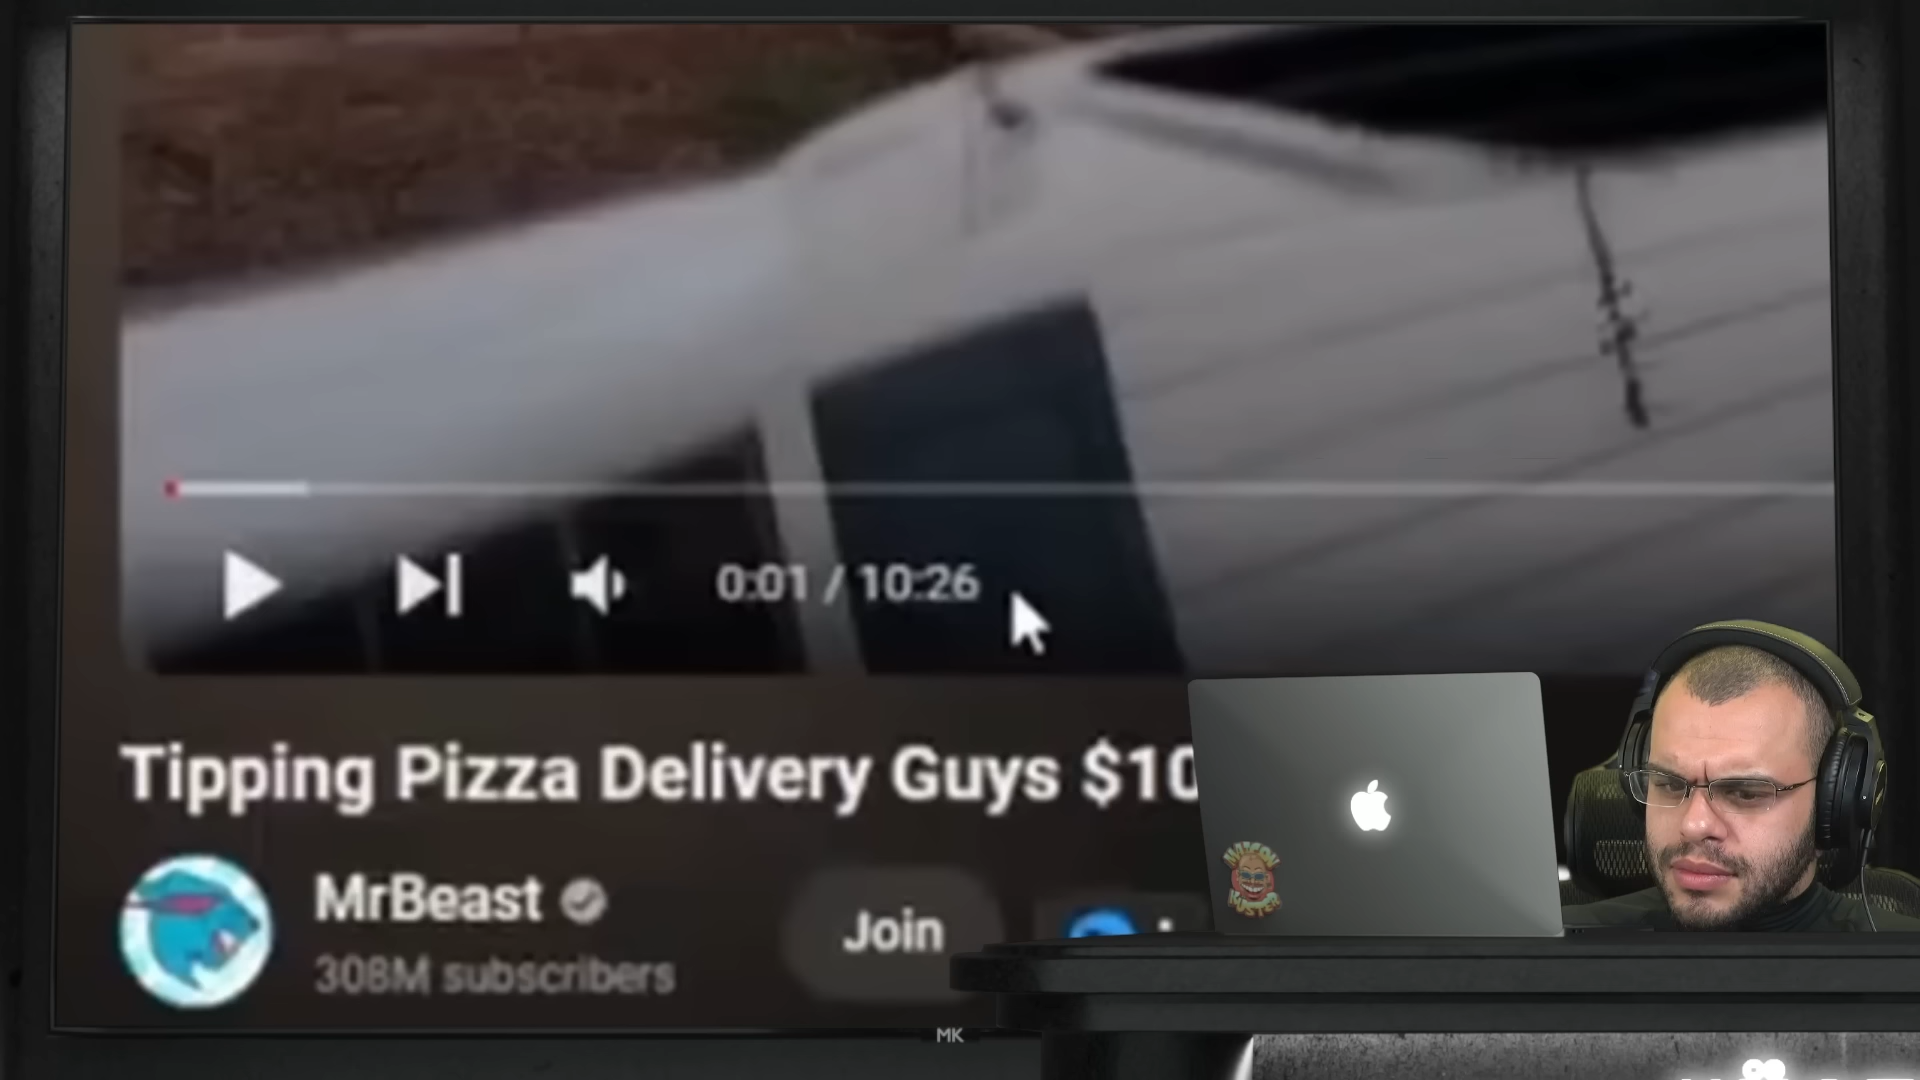 0:01 / 10:26
Tipping Pizza Delivery Guys $10
MrBeast
308M subscribers
Join
MK